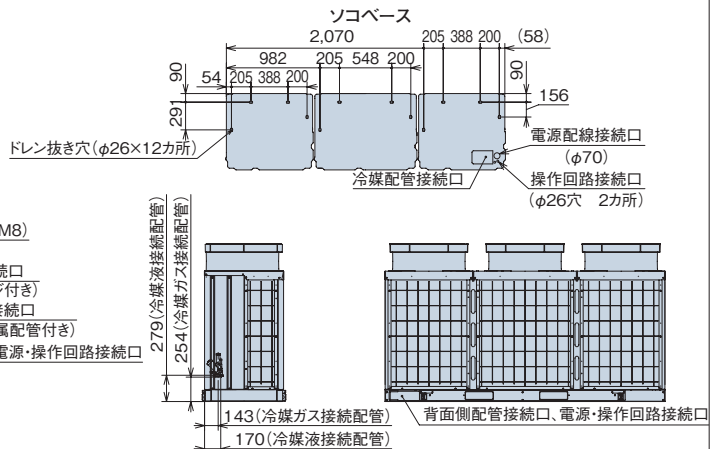 ソコベース
2,070
205 388 200 (58)
982 205 548 200
54 205 388 200
90
291
90
156
ドレン抜き穴(φ26×12カ所)
電源配線接続口
(φ70)
冷媒配管接続口
操作回路接続口
(φ26穴 2カ所)
M8)
続口
ジ付き)
接続口
属配管付き)
電源・操作回路接続口
279(冷媒液接続配管)
254(冷媒ガス接続配管)
143(冷媒ガス接続配管)
170(冷媒液接続配管)
背面側配管接続口、電源・操作回路接続口